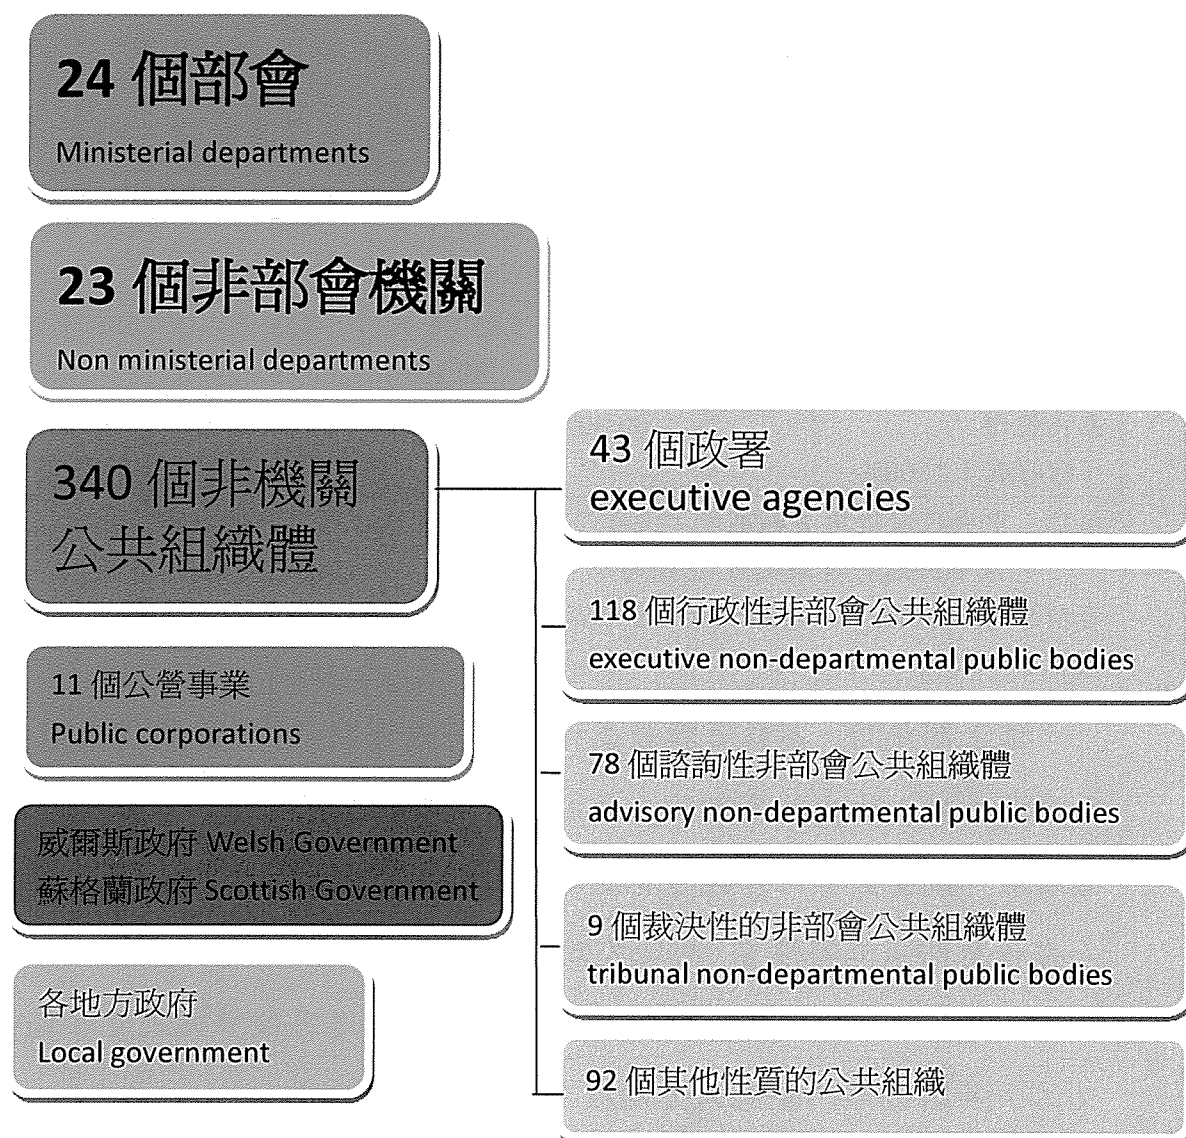 24 個部會
Ministerial departments
23 個非部會機關
Non ministerial departments
340 個非機關
公共組織體
11 個公營事業
Public corporations
威爾斯政府 Welsh Government
蘇格蘭政府 Scottish Government
各地方政府
Local government
43 個政署
executive agencies
118 個行政性非部會公共組織體
executive non-departmental public bodies
78 個諮詢性非部會公共組織體
advisory non-departmental public bodies
9 個裁決性的非部會公共組織體
tribunal non-departmental public bodies
92 個其他性質的公共組織